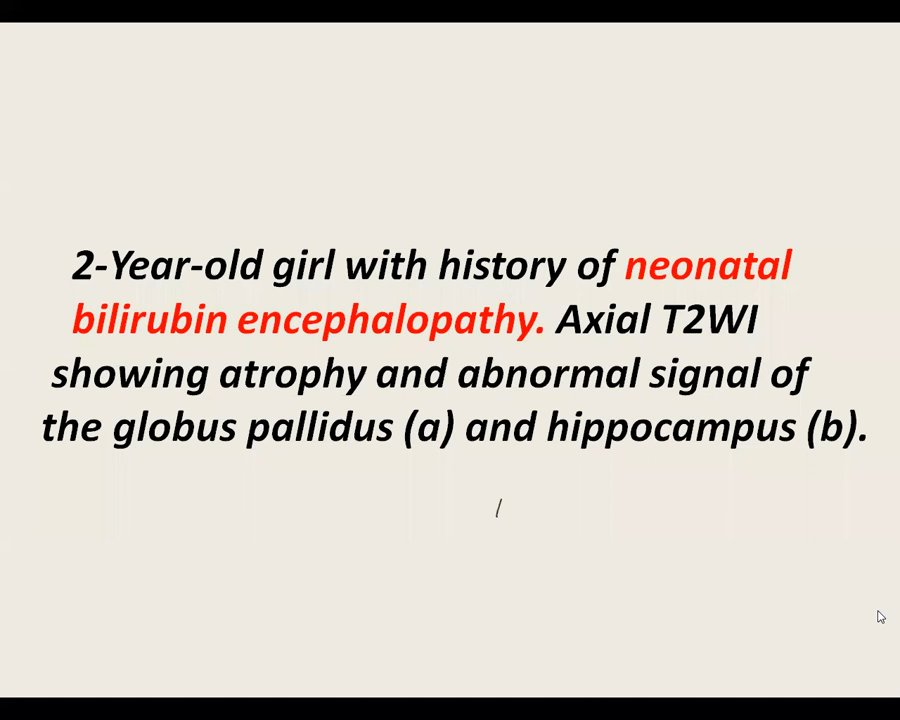 2-Year-old girl with history of neonatal
bilirubin encephalopathy. Axial T2WI
showing atrophy and abnormal signal of
the globus pallidus (a) and hippocampus (b).